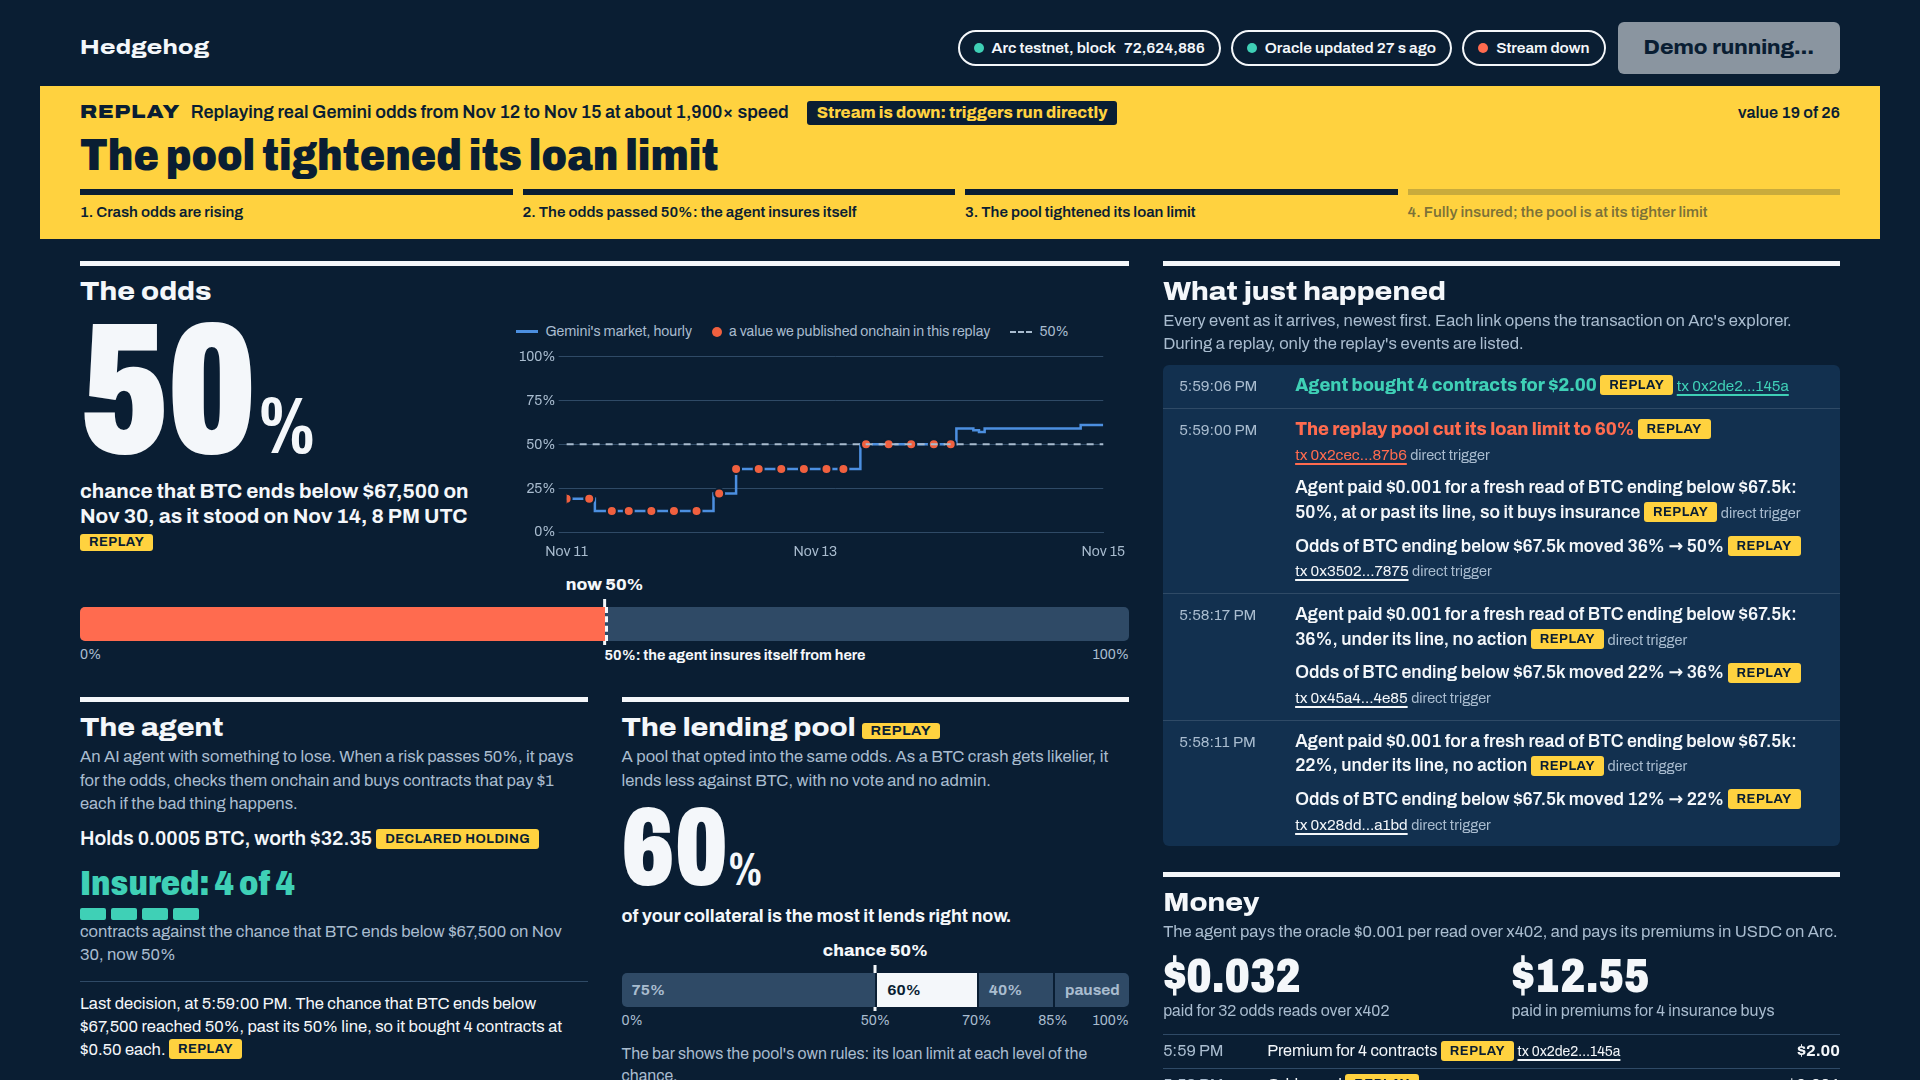 Hedgehog
Arc testnet, block 72,624,886
Oracle updated 27 s ago
Stream down
Demo running...
REPLAY Replaying real Gemini odds from Nov 12 to Nov 15 at about 1,900× speed Stream is down: triggers run directly value 19 of 26
The pool tightened its loan limit
1. Crash odds are rising
2. The odds passed 50%: the agent insures itself
3. The pool tightened its loan limit
4. Fully insured; the pool is at its tighter limit
The odds
50%
chance that BTC ends below $67,500 on
Nov 30, as it stood on Nov 14, 8 PM UTC
REPLAY
Gemini's market, hourly a value we published onchain in this replay 50%
100%
75%
50%
25%
0%
Nov 11 Nov 13 Nov 15
now 50%
0% 50%: the agent insures itself from here 100%
The agent
An AI agent with something to lose. When a risk passes 50%, it pays
for the odds, checks them onchain and buys contracts that pay $1
each if the bad thing happens.
Holds 0.0005 BTC, worth $32.35 DECLARED HOLDING
Insured: 4 of 4
contracts against the chance that BTC ends below $67,500 on Nov
30, now 50%
Last decision, at 5:59:00 PM. The chance that BTC ends below
$67,500 reached 50%, past its 50% line, so it bought 4 contracts at
$0.50 each. REPLAY
The lending pool REPLAY
A pool that opted into the same odds. As a BTC crash gets likelier, it
lends less against BTC, with no vote and no admin.
60%
of your collateral is the most it lends right now.
chance 50%
75% 60% 40% paused
0% 50% 70% 85% 100%
The bar shows the pool's own rules: its loan limit at each level of the
chance.
What just happened
Every event as it arrives, newest first. Each link opens the transaction on Arc's explorer.
During a replay, only the replay's events are listed.
5:59:06 PM Agent bought 4 contracts for $2.00 REPLAY tx 0x2de2…145a
5:59:00 PM The replay pool cut its loan limit to 60% REPLAY
tx 0x2cec…87b6 direct trigger
Agent paid $0.001 for a fresh read of BTC ending below $67.5k:
50%, at or past its line, so it buys insurance REPLAY direct trigger
Odds of BTC ending below $67.5k moved 36% → 50% REPLAY
tx 0x3502…7875 direct trigger
5:58:17 PM Agent paid $0.001 for a fresh read of BTC ending below $67.5k:
36%, under its line, no action REPLAY direct trigger
Odds of BTC ending below $67.5k moved 22% → 36% REPLAY
tx 0x45a4…4e85 direct trigger
5:58:11 PM Agent paid $0.001 for a fresh read of BTC ending below $67.5k:
22%, under its line, no action REPLAY direct trigger
Odds of BTC ending below $67.5k moved 12% → 22% REPLAY
tx 0x28dd…a1bd direct trigger
Money
The agent pays the oracle $0.001 per read over x402, and pays its premiums in USDC on Arc.
$0.032
paid for 32 odds reads over x402
$12.55
paid in premiums for 4 insurance buys
5:59 PM Premium for 4 contracts REPLAY tx 0x2de2…145a $2.00